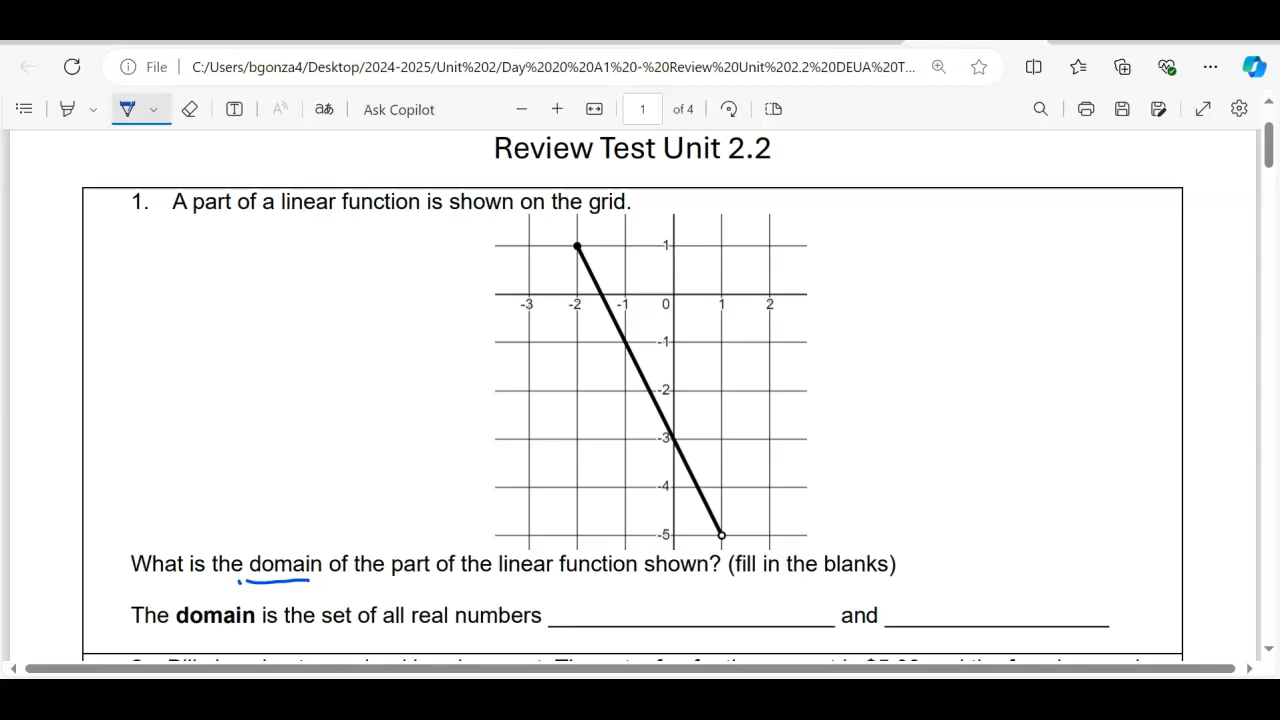 File C:/Users/bgonza4/Desktop/2024-2025/Unit%202/Day%2020%20A1%20-%20Review%20Unit%202.2%20DEUA%20T...
aあ Ask Copilot 1 of 4
Review Test Unit 2.2
1. A part of a linear function is shown on the grid.
1
-3 -2 -1 0 1 2
-1
-2
-3
-4
-5
What is the domain of the part of the linear function shown? (fill in the blanks)
The domain is the set of all real numbers ____________________ and ____________________